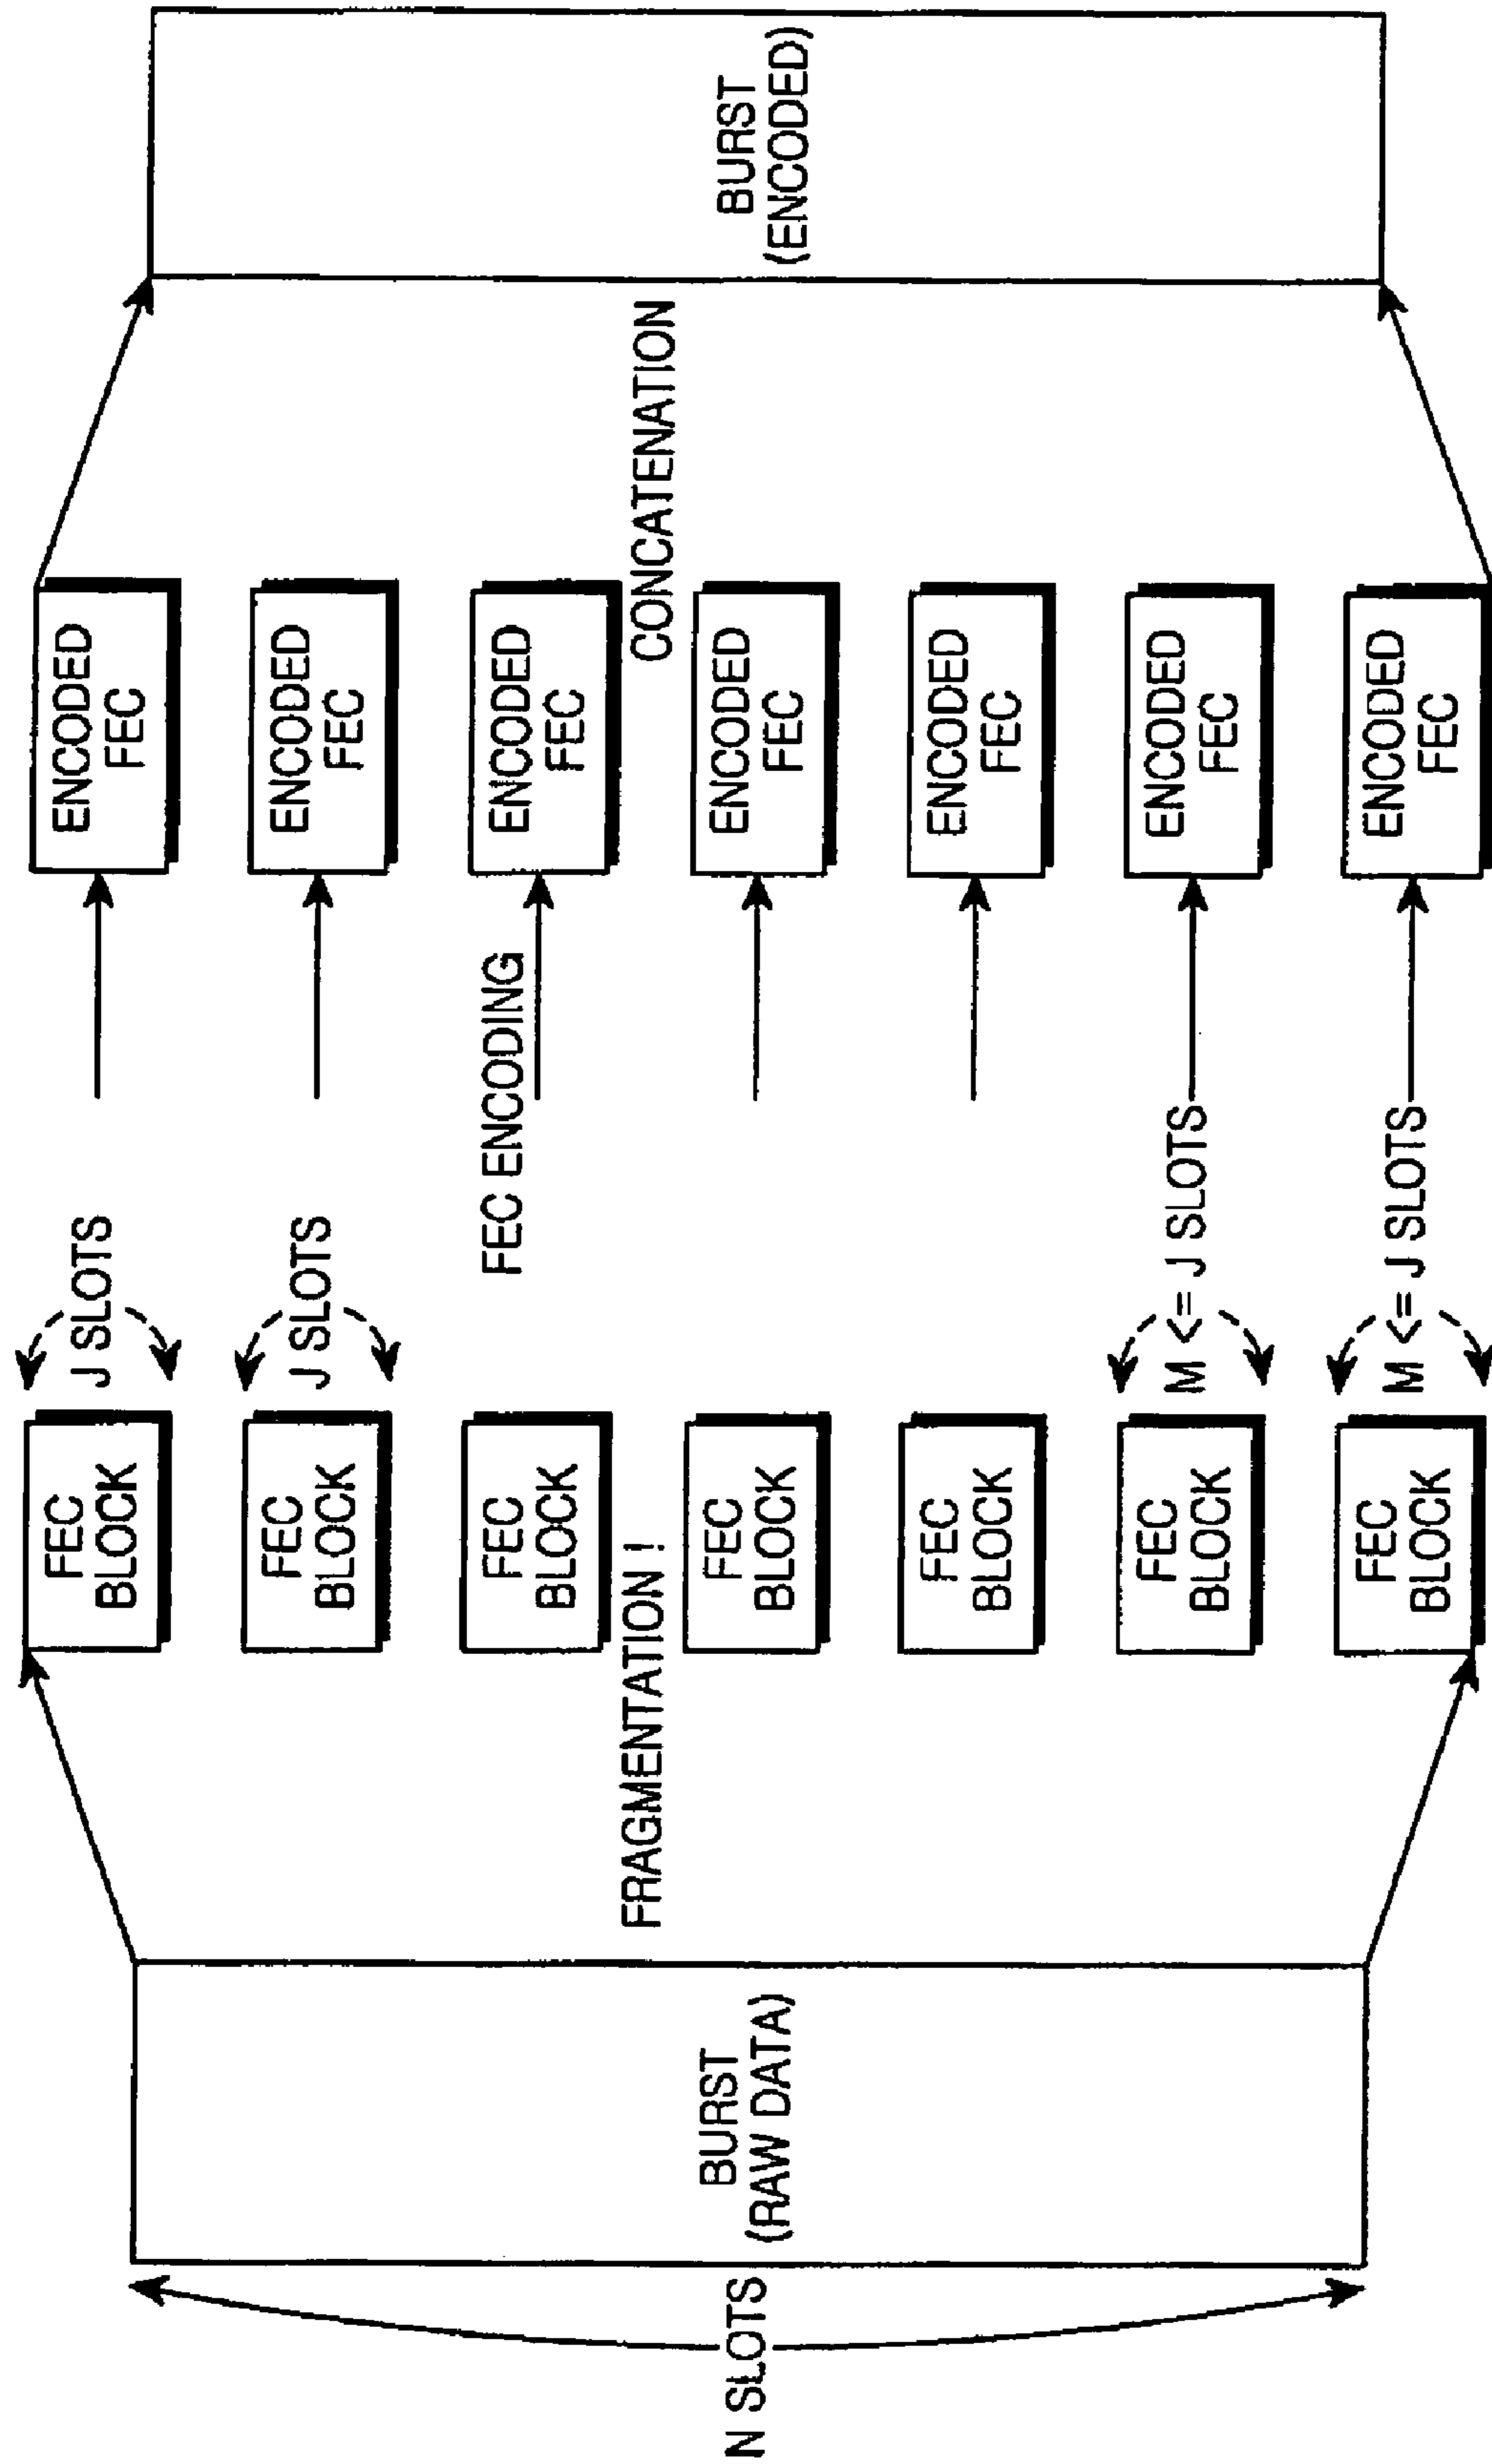 N SLOTS
BURST
(RAW DATA)
FRAGMENTATION !
FEC
BLOCK
J SLOTS
FEC
BLOCK
J SLOTS
FEC
BLOCK
FEC
BLOCK
FEC
BLOCK
FEC
BLOCK
M <= J SLOTS
FEC
BLOCK
M <= J SLOTS
FEC ENCODING
ENCODED
FEC
ENCODED
FEC
ENCODED
FEC
ENCODED
FEC
ENCODED
FEC
ENCODED
FEC
ENCODED
FEC
CONCATENATION
BURST
(ENCODED)